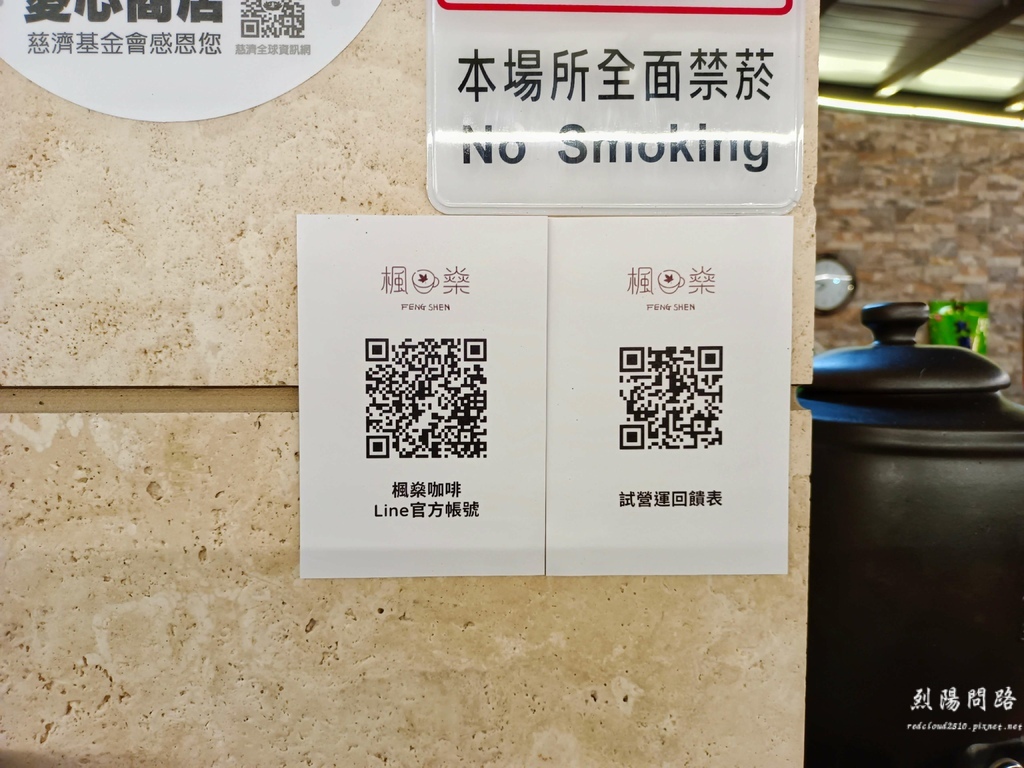 愛心商店
慈濟基金會感恩您
慈濟全球資訊網
本場所全面禁菸
No Smoking
楓燊
FENG SHEN
楓燊咖啡
Line官方帳號
楓燊
FENG SHEN
試營運回饋表
烈陽問路
redcloud2310.pixnet.net